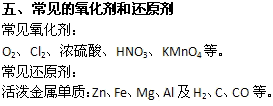 五、常见的氧化剂和还原剂
常见氧化剂：
O₂、Cl₂、浓硫酸、HNO₃、KMnO₄等。
常见还原剂：
活泼金属单质：Zn、Fe、Mg、Al及H₂、C、CO等。